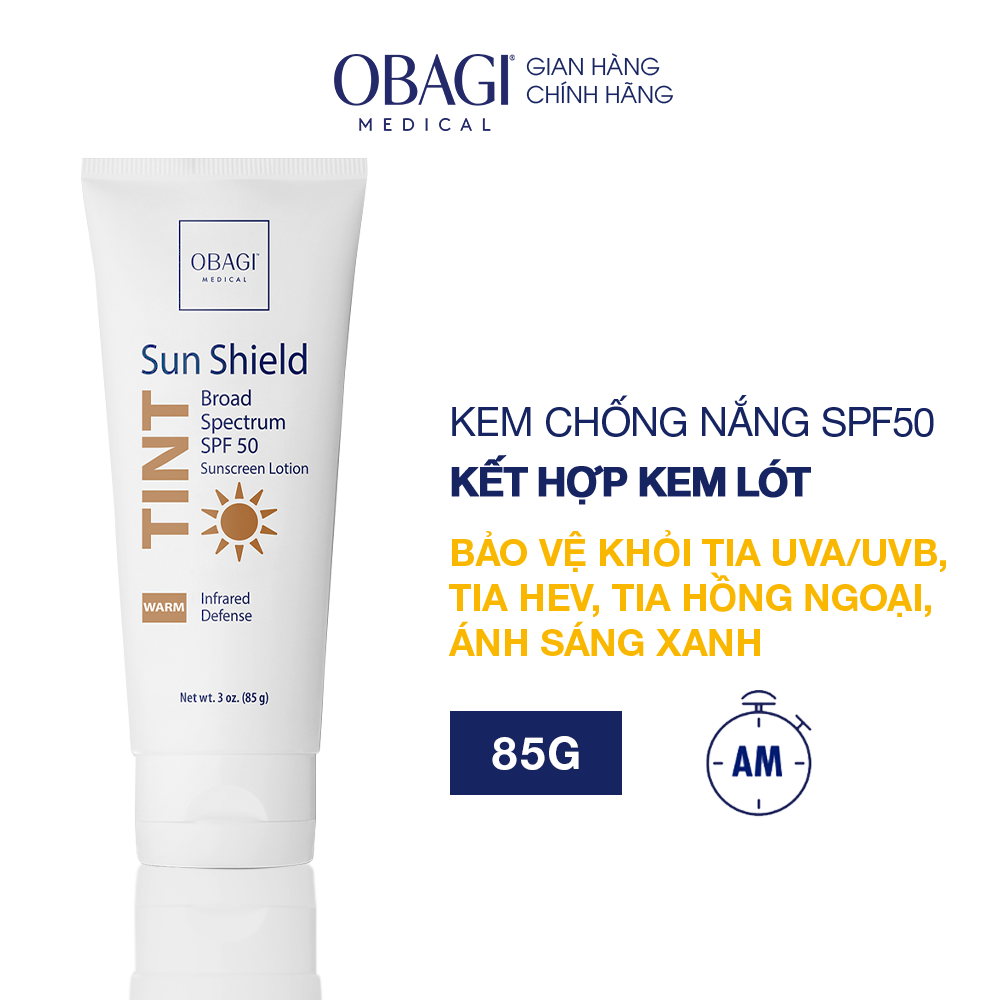 OBAGI®
MEDICAL
GIAN HÀNG
CHÍNH HÃNG
OBAGI
MEDICAL
Sun Shield
TINT
Broad
Spectrum
SPF 50
Sunscreen Lotion
WARM
Infrared
Defense
Net wt. 3 oz. (85 g)
KEM CHỐNG NẮNG SPF50
KẾT HỢP KEM LÓT
BẢO VỆ KHỎI TIA UVA/UVB,
TIA HEV, TIA HỒNG NGOẠI,
ÁNH SÁNG XANH
85G
AM